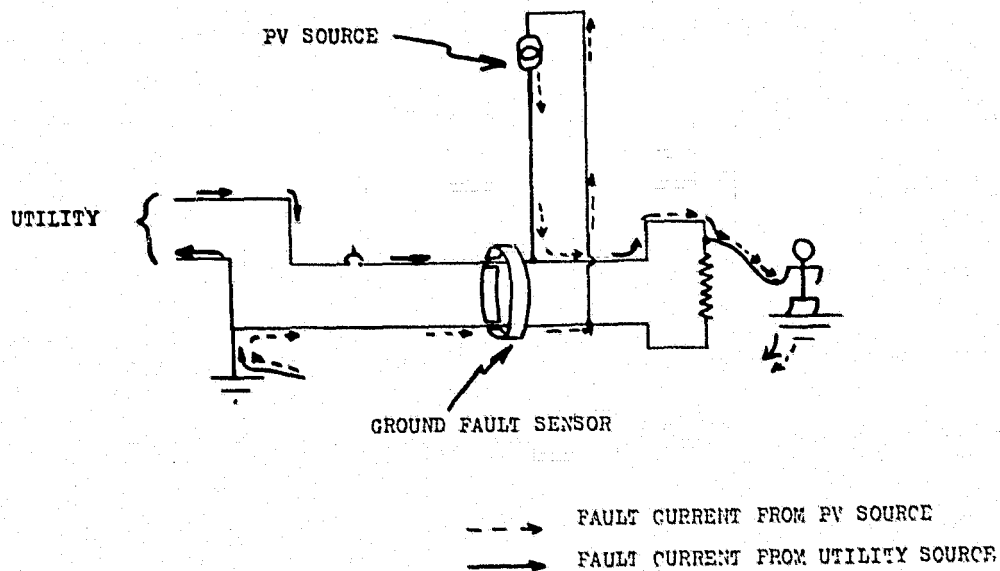 PV SOURCE
UTILITY
GROUND FAULT SENSOR
FAULT CURRENT FROM PV SOURCE
FAULT CURRENT FROM UTILITY SOURCE